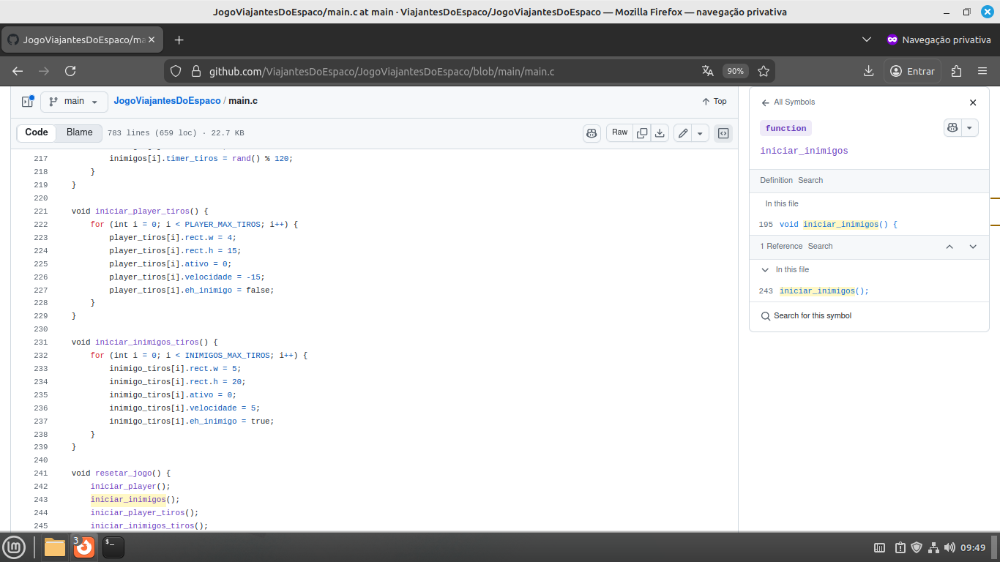 JogoViajantesDoEspaco/main.c at main · ViajantesDoEspaco/JogoViajantesDoEspaco — Mozilla Firefox — navegação privativa
JogoViajantesDoEspaco/ma
Navegação privativa
github.com/ViajantesDoEspaco/JogoViajantesDoEspaco/blob/main/main.c
90%
Entrar
main
JogoViajantesDoEspaco / main.c
Top
Code Blame 783 lines (659 loc) · 22.7 KB
Raw
217 inimigos[i].timer_tiros = rand() % 120;
218 }
219 }
220
221 void iniciar_player_tiros() {
222 for (int i = 0; i < PLAYER_MAX_TIROS; i++) {
223 player_tiros[i].rect.w = 4;
224 player_tiros[i].rect.h = 15;
225 player_tiros[i].ativo = 0;
226 player_tiros[i].velocidade = -15;
227 player_tiros[i].eh_inimigo = false;
228 }
229 }
230
231 void iniciar_inimigos_tiros() {
232 for (int i = 0; i < INIMIGOS_MAX_TIROS; i++) {
233 inimigo_tiros[i].rect.w = 5;
234 inimigo_tiros[i].rect.h = 20;
235 inimigo_tiros[i].ativo = 0;
236 inimigo_tiros[i].velocidade = 5;
237 inimigo_tiros[i].eh_inimigo = true;
238 }
239 }
240
241 void resetar_jogo() {
242 iniciar_player();
243 iniciar_inimigos();
244 iniciar_player_tiros();
245 iniciar_inimigos_tiros();
All Symbols
function
iniciar_inimigos
Definition Search
In this file
195 void iniciar_inimigos() {
1 Reference Search
In this file
243 iniciar_inimigos();
Search for this symbol
3
$_
09:49